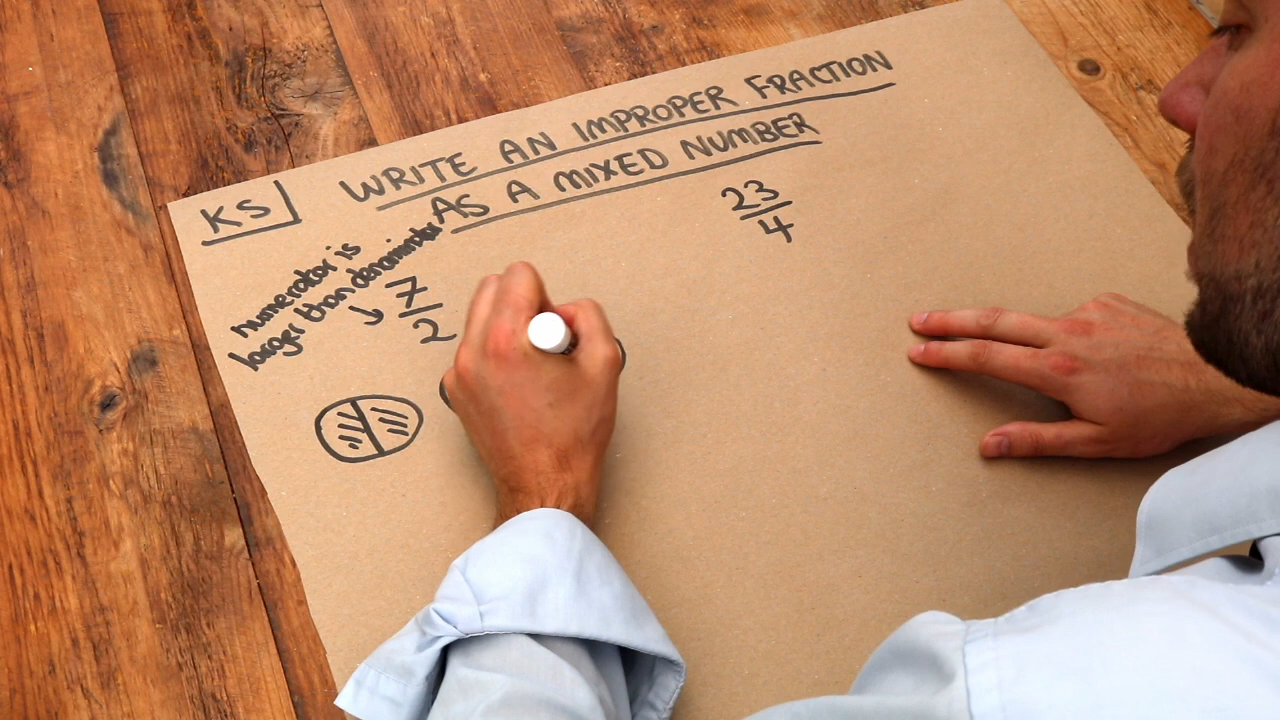 KS
WRITE AN IMPROPER FRACTION
AS A MIXED NUMBER
numerator is
larger than denominator
7
2
23
4